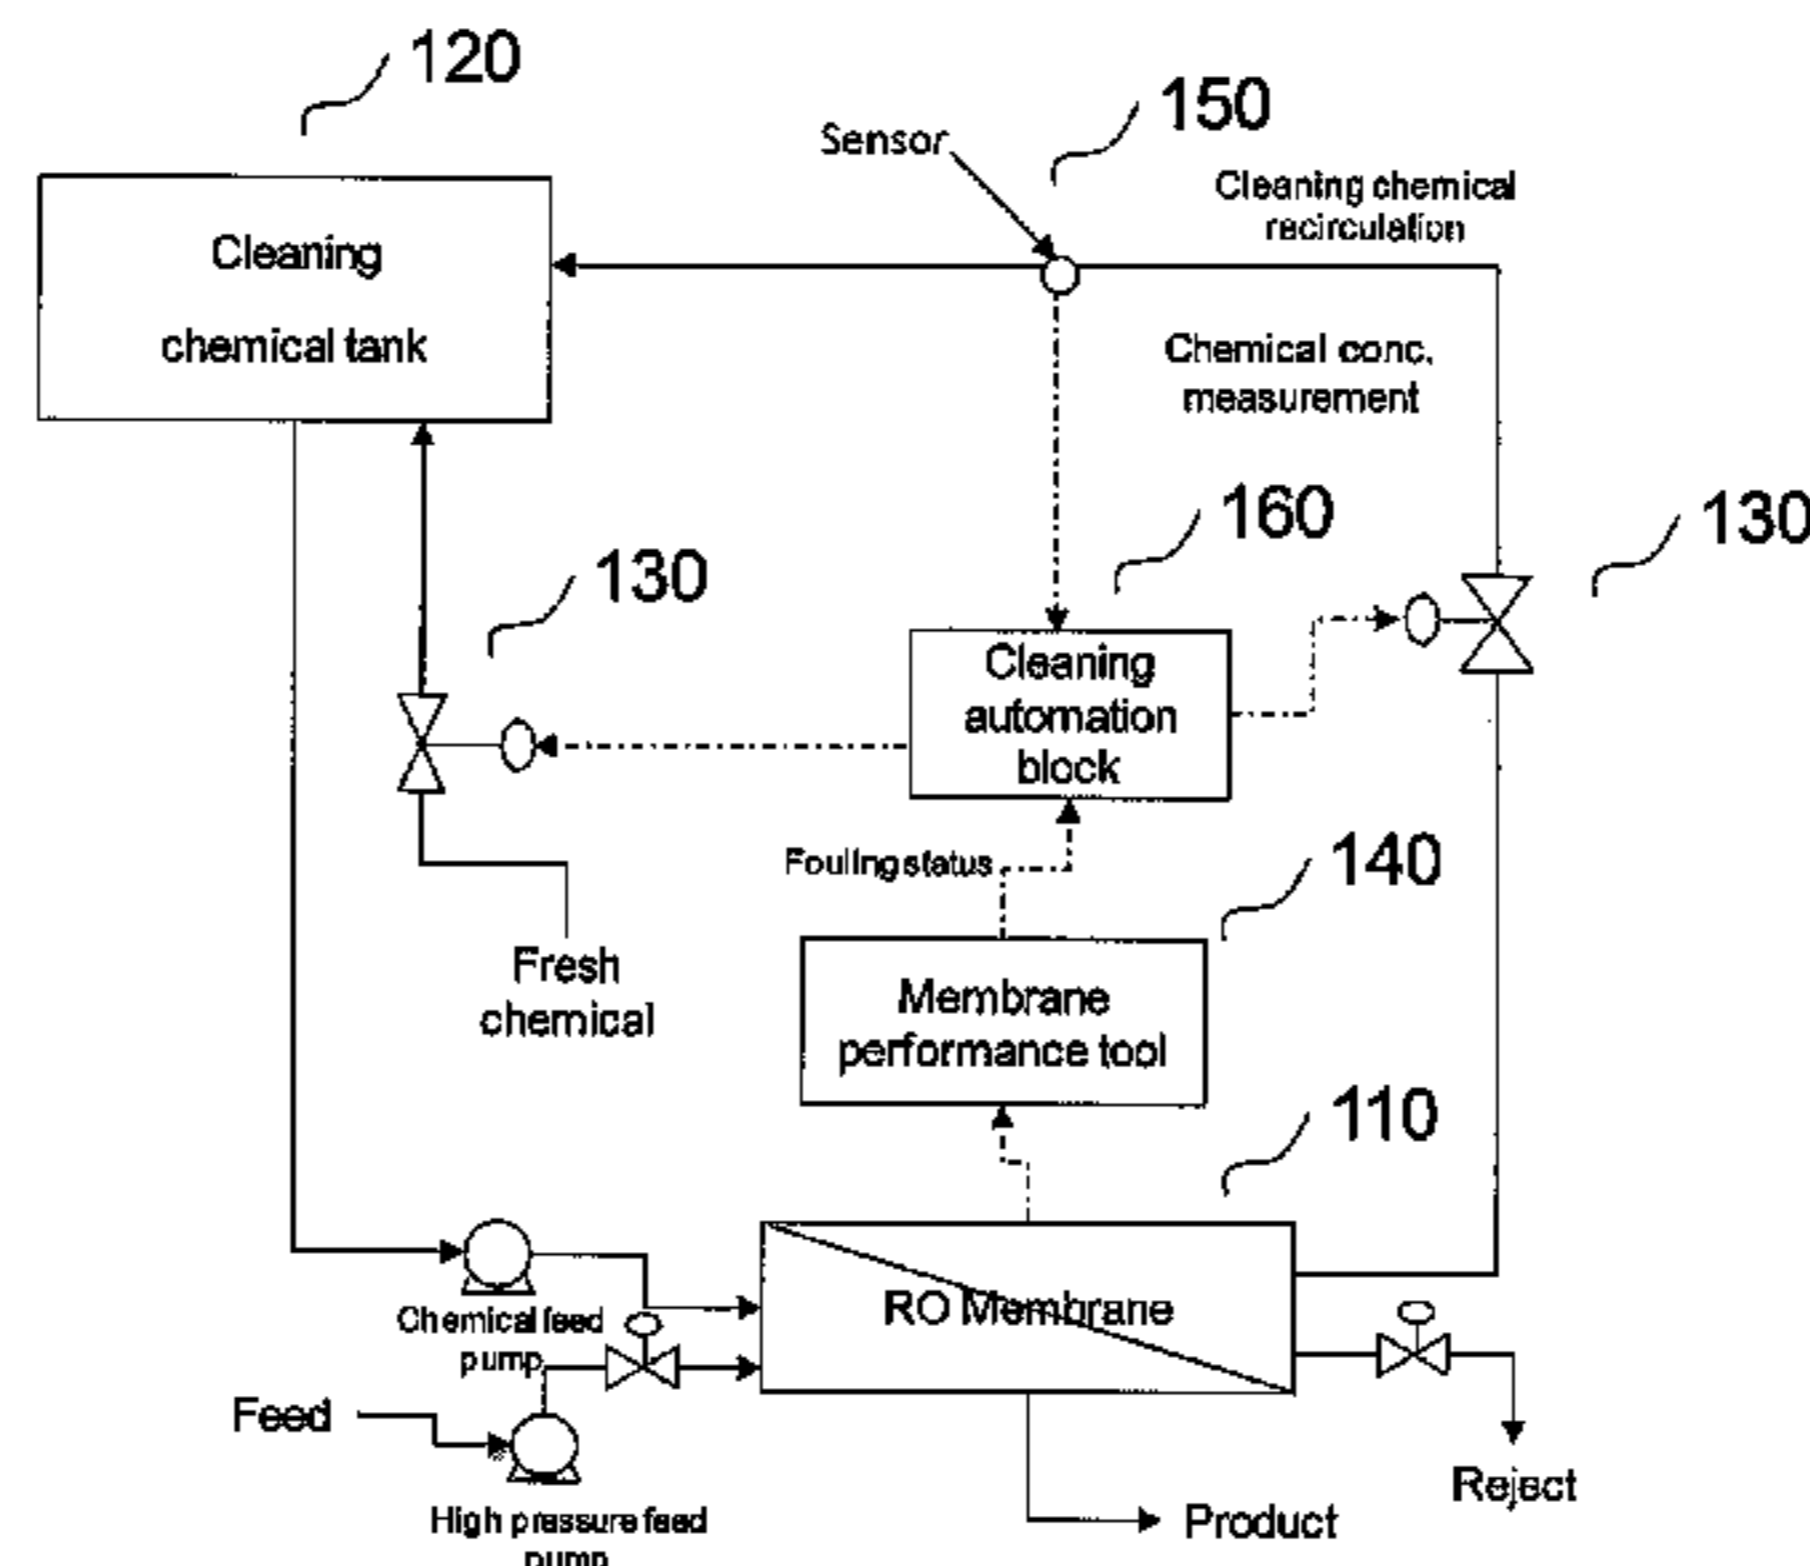 120
150
Sensor
Cleaning chemical
recirculation
Cleaning
chemical tank
Chemical conc.
measurement
160
130
130
Cleaning
automation
block
Fouling status
140
Fresh
chemical
Membrane
performance tool
110
RO Membrane
Chemical feed
pump
Feed
Reject
High pressure feed
pump
Product